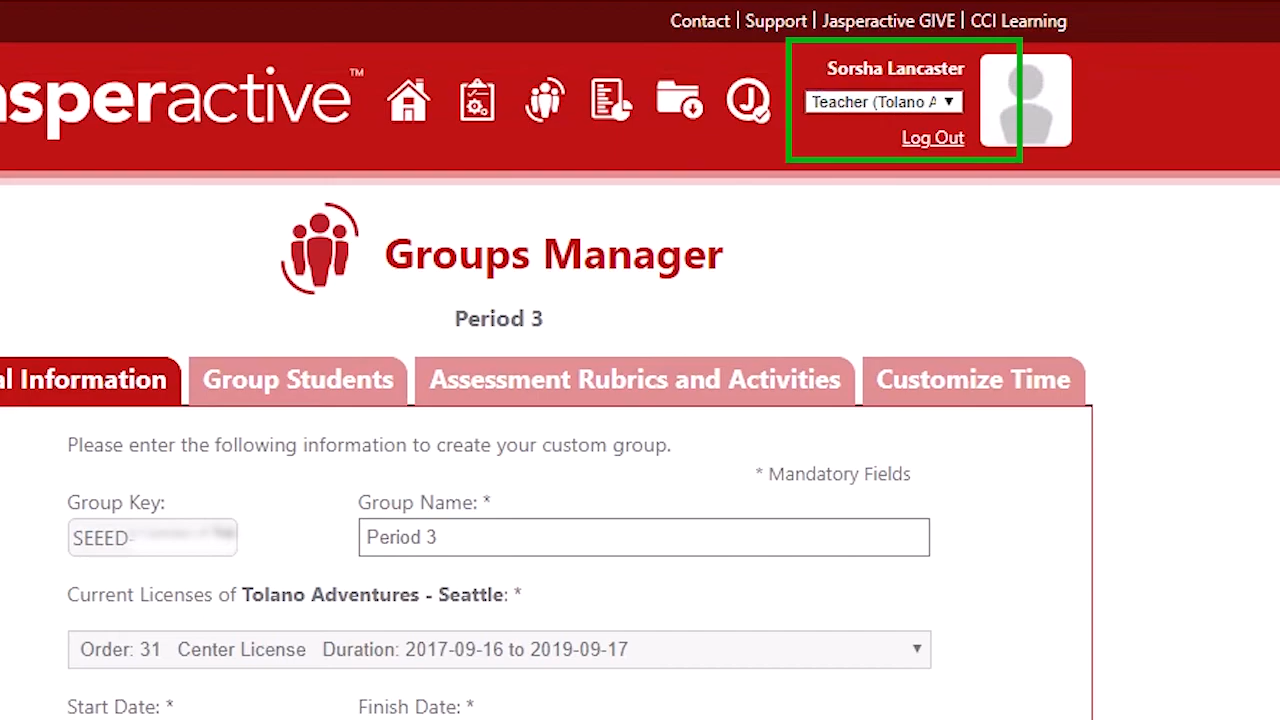 Contact | Support | Jasperactive GIVE | CCI Learning
asperactive™
Sorsha Lancaster
Teacher (Tolano A
Log Out
Groups Manager
Period 3
al Information
Group Students
Assessment Rubrics and Activities
Customize Time
Please enter the following information to create your custom group.
* Mandatory Fields
Group Key:
Group Name: *
SEEED-
Period 3
Current Licenses of Tolano Adventures - Seattle: *
Order: 31 Center License Duration: 2017-09-16 to 2019-09-17
Start Date: *
Finish Date: *